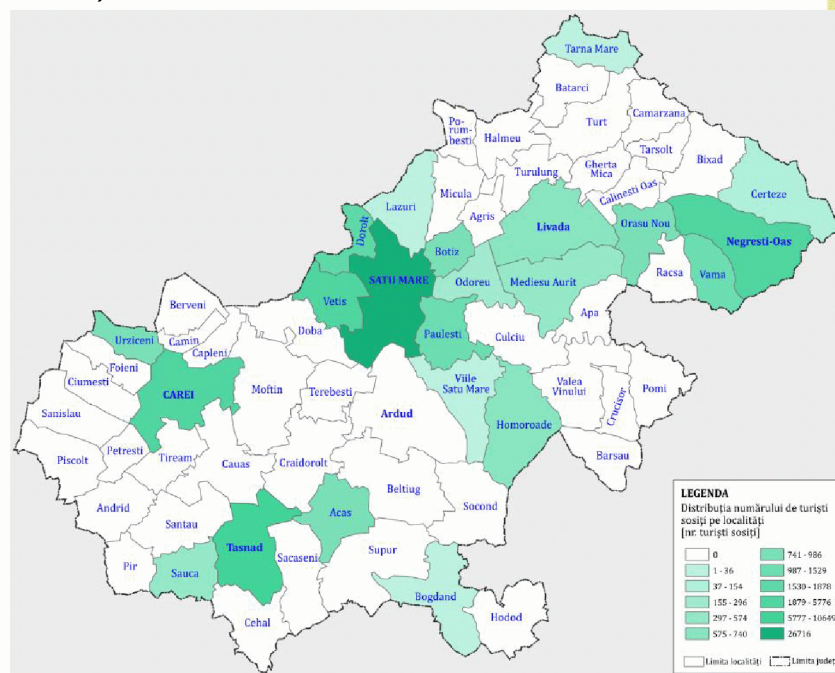 Tarna Mare
Batarci
Camarzana
Po-
rum-
besti
Halmeu
Turt
Tarsolt
Bixad
Turulung
Gherta
Mica
Calinesti Oas
Certeze
Micula
Agris
Lazuri
Livada
Orasu Nou
Negresti-Oas
Dorolt
Botiz
SATU MARE
Odoreu
Mediesu Aurit
Racsa
Vama
Vetis
Berveni
Apa
Doba
Paulesti
Culciu
Urziceni
Camin
Capleni
Foieni
Ciumesti
CAREI
Moftin
Terebesti
Viile
Satu Mare
Valea
Vinului
Crucisor
Pomi
Sanislau
Ardud
Homoroade
Petresti
Piscolt
Tiream
Cauas
Craidorolt
Barsau
Beltiug
Socond
Andrid
Santau
Acas
Tasnad
Supur
Pir
Sauca
Sacaseni
Bogdand
Hodod
Cehal
LEGENDA
Distribuția numărului de turiști
sosiți pe localități
[nr. turiști sosiți]
0 741 - 986
1 - 36 987 - 1529
37 - 154 1530 - 1878
155 - 296 1879 - 5776
297 - 574 5777 - 10649
575 - 740 26716
Limita localități Limita județ